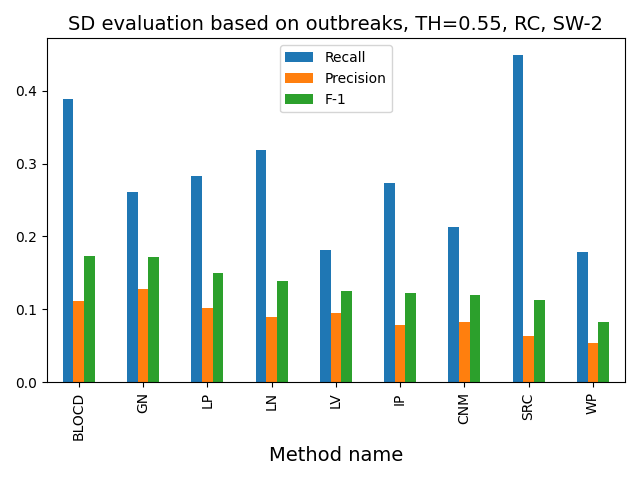 SD evaluation based on outbreaks, TH=0.55, RC, SW-2
Recall
Precision
F-1
0.4
0.3
0.2
0.1
0.0
BLOCD
GN
LP
LN
LV
IP
CNM
SRC
WP
Method name